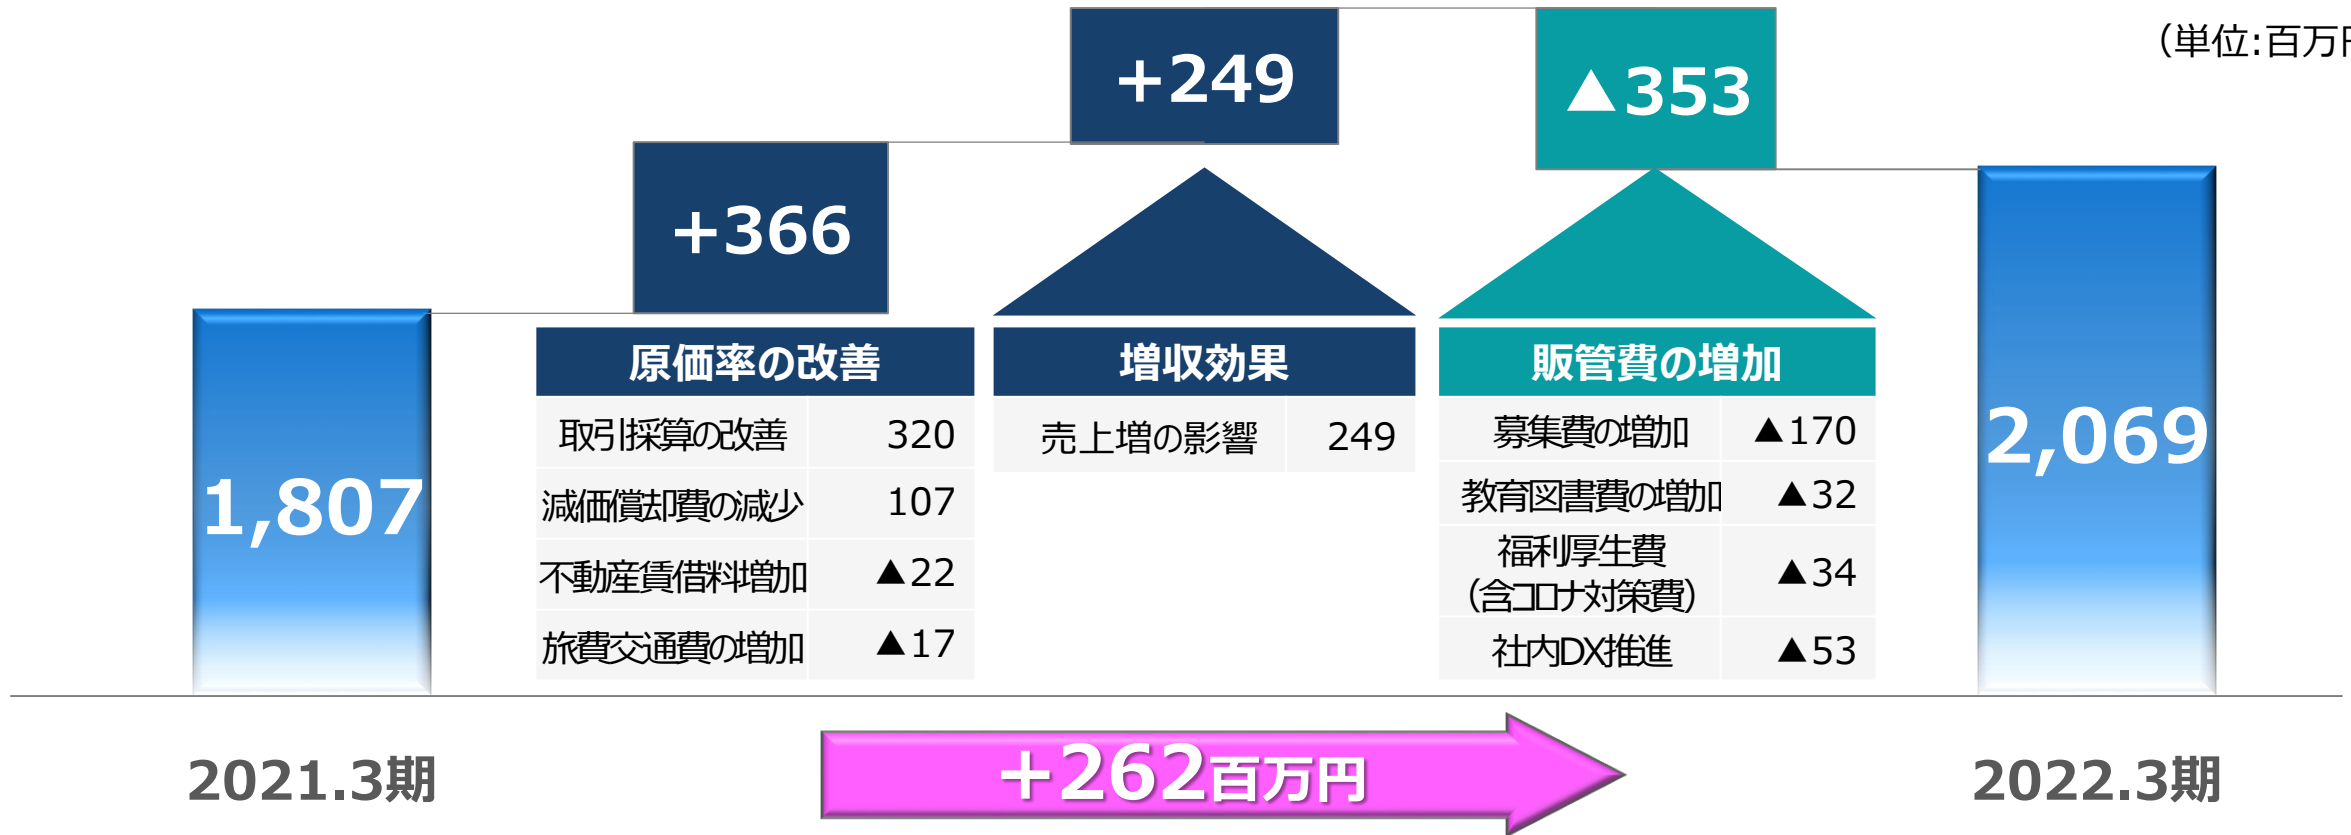 （単位:百万円
+249
▲353
+366
1,807
2,069
原価率の改善
取引採算の改善 320
減価償却費の減少 107
不動産賃借料増加 ▲22
旅費交通費の増加 ▲17
増収効果
売上増の影響 249
販管費の増加
募集費の増加 ▲170
教育図書費の増加 ▲32
福利厚生費
（含コロナ対策費） ▲34
社内DX推進 ▲53
2021.3期
+262百万円
2022.3期